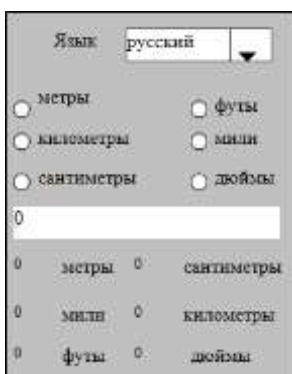 Язык русский
метры футы
километры мили
сантиметры дюймы
0
0 метры 0 сантиметры
0 мили 0 километры
0 футы 0 дюймы